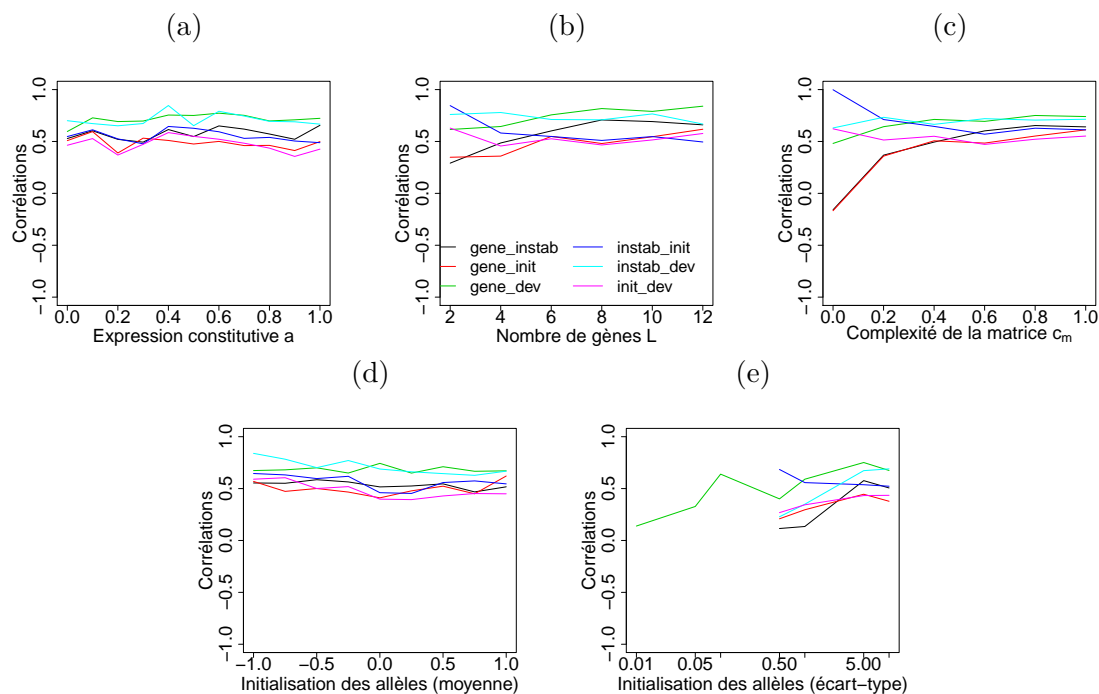 (a)
(b)
(c)
Corrélations
1.0
0.5
0.0
−0.5
−1.0
0.0 0.2 0.4 0.6 0.8 1.0
Expression constitutive a
Corrélations
1.0
0.5
0.0
−0.5
−1.0
gene_instab
gene_init
gene_dev
instab_init
instab_dev
init_dev
2 4 6 8 10 12
Nombre de gènes L
Corrélations
1.0
0.5
0.0
−0.5
−1.0
0.0 0.2 0.4 0.6 0.8 1.0
Complexité de la matrice cm
(d)
(e)
Corrélations
1.0
0.5
0.0
−0.5
−1.0
−1.0 −0.5 0.0 0.5 1.0
Initialisation des allèles (moyenne)
Corrélations
1.0
0.5
0.0
−0.5
−1.0
0.01 0.05 0.50 5.00
Initialisation des allèles (écart−type)